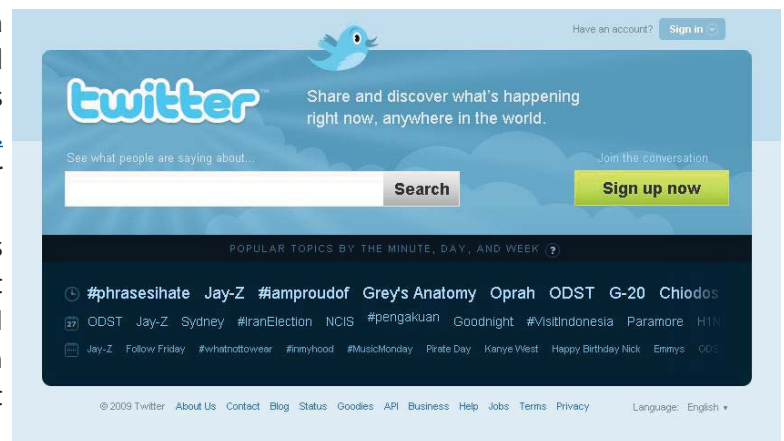 Have an account? Sign in
twitter
Share and discover what's happening
right now, anywhere in the world.
See what people are saying about...
Join the conversation
Search
Sign up now
POPULAR TOPICS BY THE MINUTE, DAY, AND WEEK ?
#phrasesihate Jay-Z #iamproudof Grey's Anatomy Oprah ODST G-20 Chiodos
27 ODST Jay-Z Sydney #IranElection NCIS #pengakuan Goodnight #VisitIndonesia Paramore H1N
Jay-Z Follow Friday #whatnottowear #inmyhood #MusicMonday Pirate Day Kanye West Happy Birthday Nick Emmys ODS
© 2009 Twitter About Us Contact Blog Status Goodies API Business Help Jobs Terms Privacy Language: English